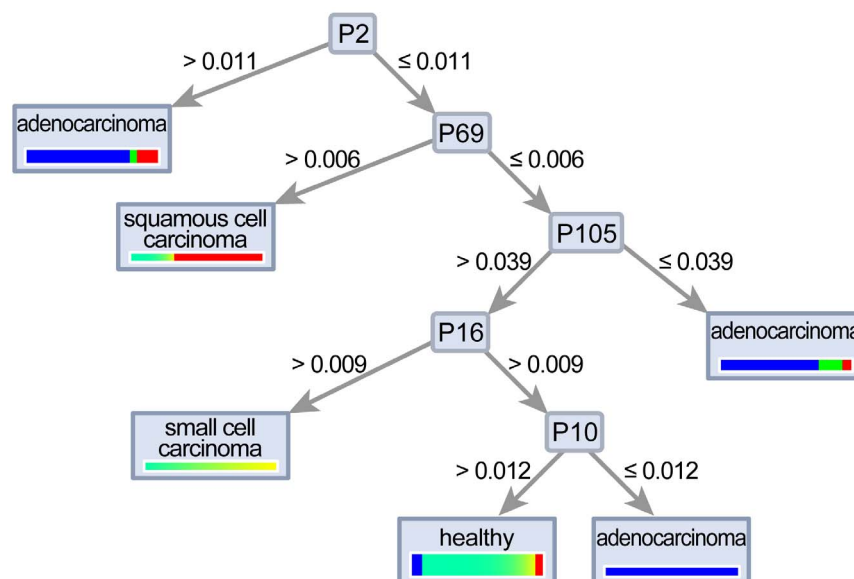 P2
> 0.011
≤ 0.011
adenocarcinoma
P69
> 0.006
≤ 0.006
squamous cell
carcinoma
P105
> 0.039
≤ 0.039
P16
adenocarcinoma
> 0.009
> 0.009
small cell
carcinoma
P10
> 0.012
≤ 0.012
healthy
adenocarcinoma